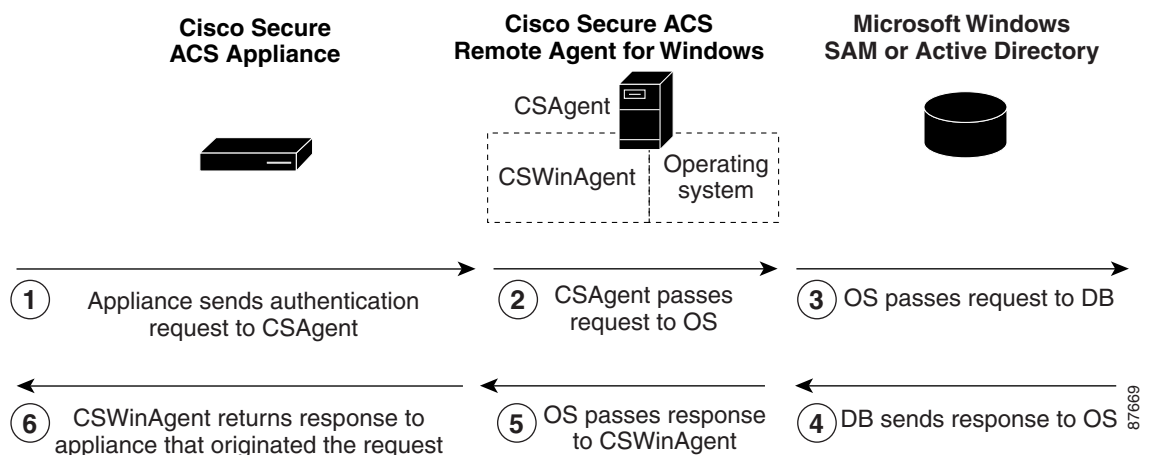 Cisco Secure
ACS Appliance
Cisco Secure ACS
Remote Agent for Windows
Microsoft Windows
SAM or Active Directory
CSAgent
CSWinAgent
Operating
system
1
Appliance sends authentication
request to CSAgent
2
CSAgent passes
request to OS
3
OS passes request to DB
6
CSWinAgent returns response to
appliance that originated the request
5
OS passes response
to CSWinAgent
4
DB sends response to OS
87669